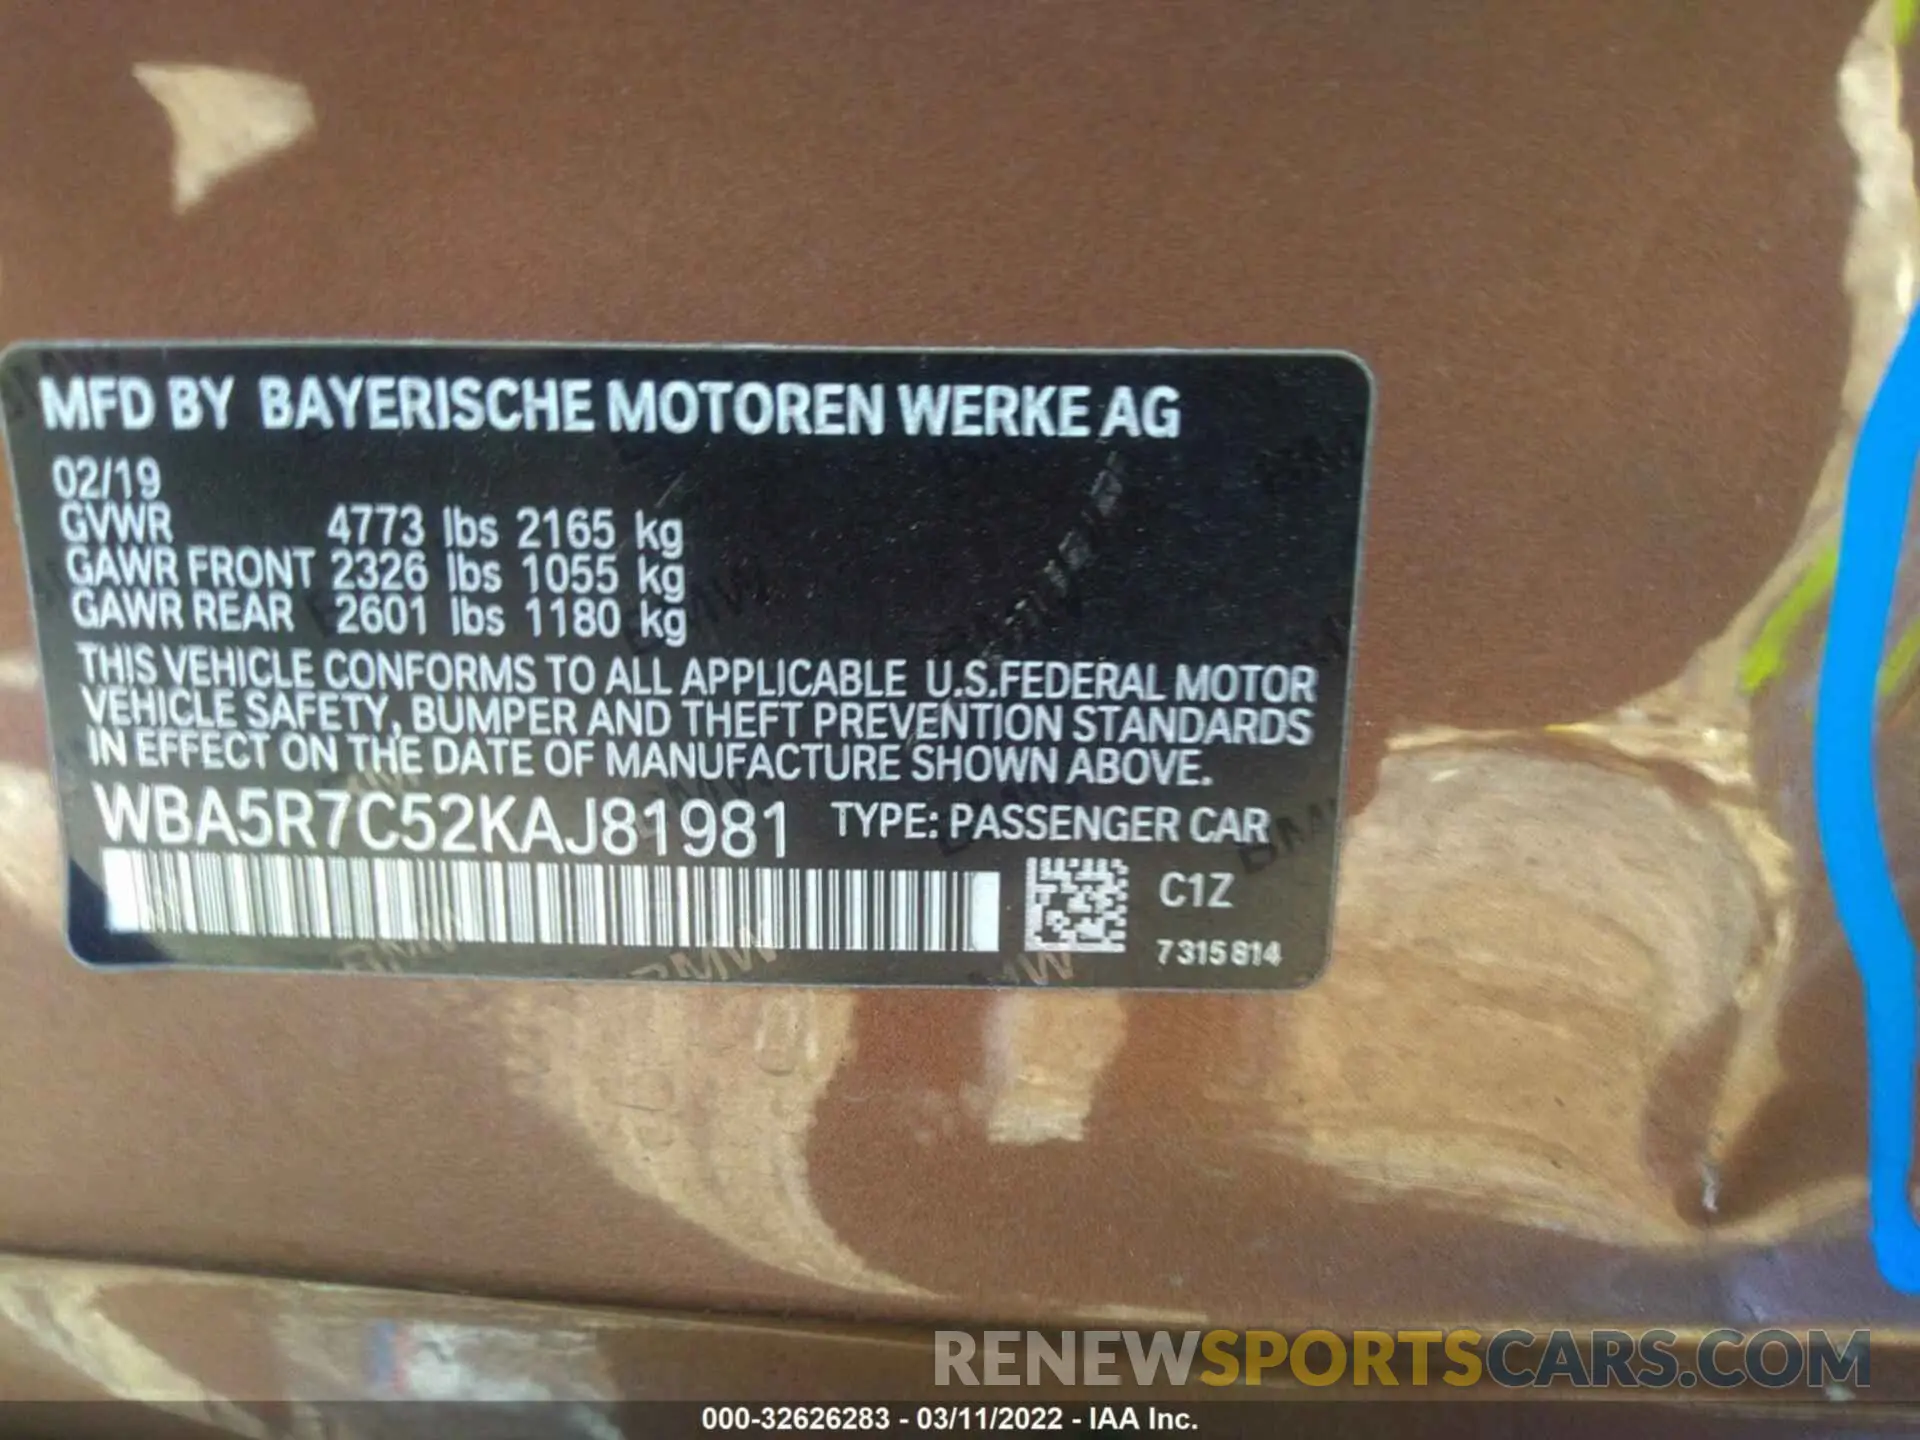 MFD BY BAYERISCHE MOTOREN WERKE AG
02/19
GVWR 4773 lbs 2165 kg
GAWR FRONT 2326 lbs 1055 kg
GAWR REAR 2601 lbs 1180 kg
THIS VEHICLE CONFORMS TO ALL APPLICABLE U.S.FEDERAL MOTOR
VEHICLE SAFETY, BUMPER AND THEFT PREVENTION STANDARDS
IN EFFECT ON THE DATE OF MANUFACTURE SHOWN ABOVE.
WBA5R7C52KAJ81981 TYPE: PASSENGER CAR
C1Z
7315814
RENEWSPORTSCARS.COM
000-32626283 - 03/11/2022 - IAA Inc.